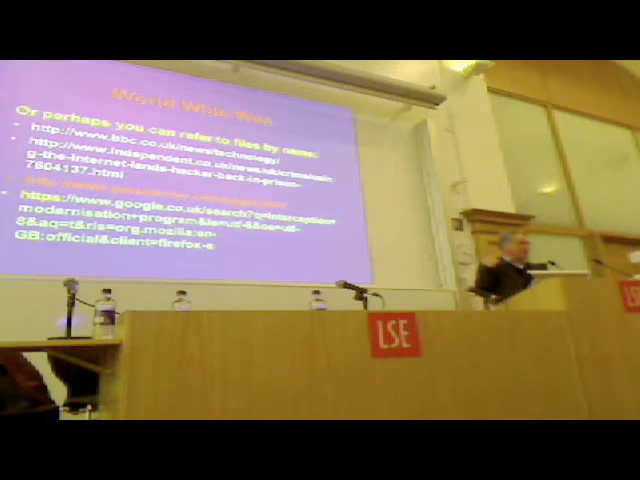 World Wide Web
Or perhaps you can refer to files by name:
http://www.bbc.co.uk/news/technology/
http://www.independent.co.uk/news/uk/crime/usin
g-the-internet-lands-hacker-back-in-prison-
7604137.html
https://www.google.co.uk/search?q=interception+
modernisation+program&ie=utf-8&oe=utf-
8&aq=t&rls=org.mozilla:en-
GB:official&client=firefox-a
LSE